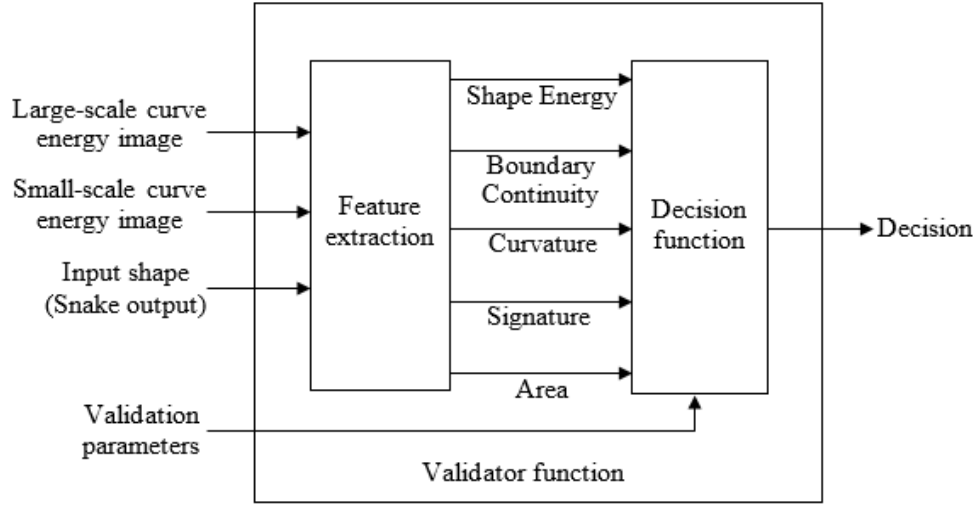 Large-scale curve
energy image
Small-scale curve
energy image
Input shape
(Snake output)
Validation
parameters
Feature
extraction
Shape Energy
Boundary
Continuity
Curvature
Signature
Area
Decision
function
Decision
Validator function